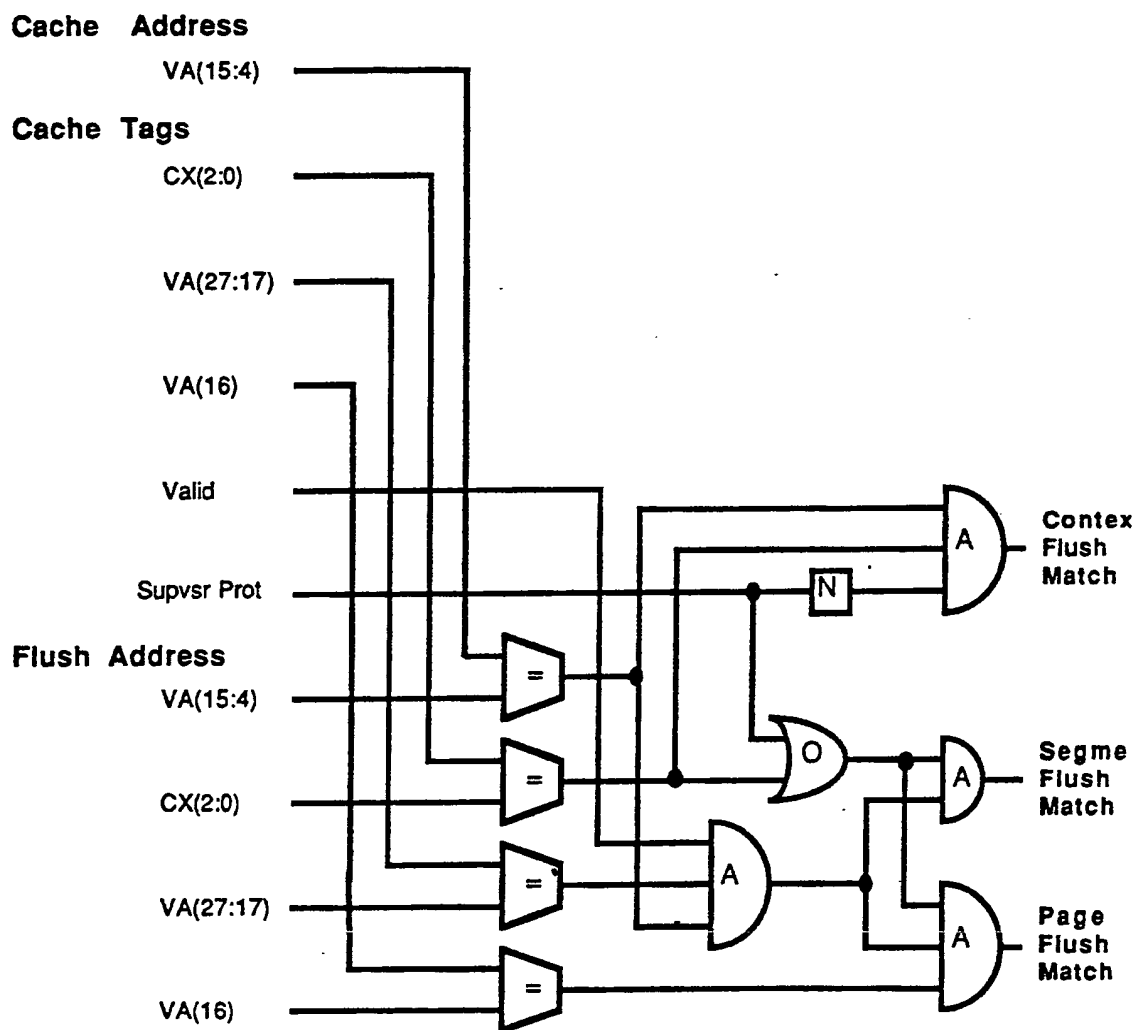 Cache Address
VA(15:4)
Cache Tags
CX(2:0)
VA(27:17)
VA(16)
Valid
A
Contex
Flush
Match
Supvsr Prot
N
Flush Address
=
VA(15:4)
O
=
A
Segme
Flush
Match
CX(2:0)
A
=
VA(27:17)
A
Page
Flush
Match
=
VA(16)